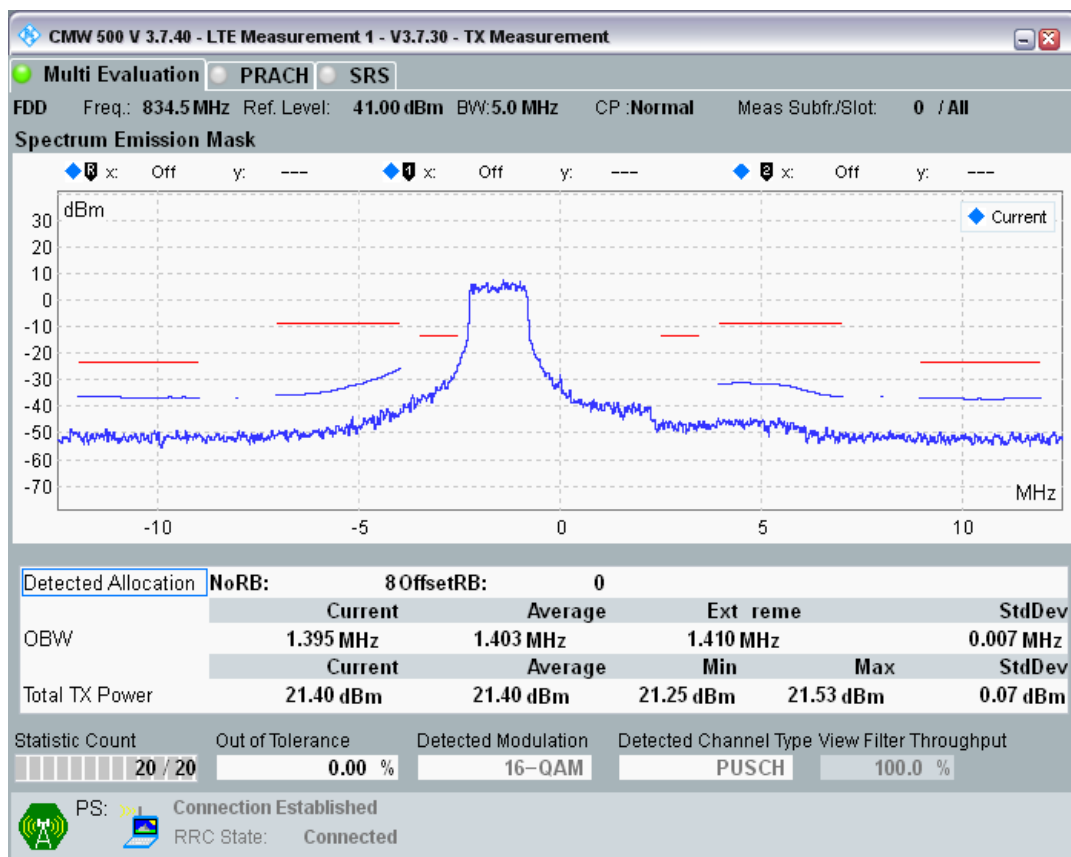 CMW 500 V 3.7.40 - LTE Measurement 1 - V3.7.30 - TX Measurement
Multi Evaluation PRACH SRS
FDD Freq.: 834.5 MHz Ref. Level: 41.00 dBm BW:5.0 MHz CP :Normal Meas Subfr./Slot: 0 / All
Spectrum Emission Mask
R x: Off y: --- 1 x: Off y: --- 2 x: Off y: ---
dBm
Current
30
20
10
0
-10
-20
-30
-40
-50
-60
-70
MHz
-10 -5 0 5 10
Detected Allocation NoRB: 8 OffsetRB: 0
Current Average Ext reme StdDev
OBW 1.395 MHz 1.403 MHz 1.410 MHz 0.007 MHz
Current Average Min Max StdDev
Total TX Power 21.40 dBm 21.40 dBm 21.25 dBm 21.53 dBm 0.07 dBm
Statistic Count Out of Tolerance Detected Modulation Detected Channel Type View Filter Throughput
20 / 20 0.00 % 16-QAM PUSCH 100.0 %
PS: Connection Established
RRC State: Connected